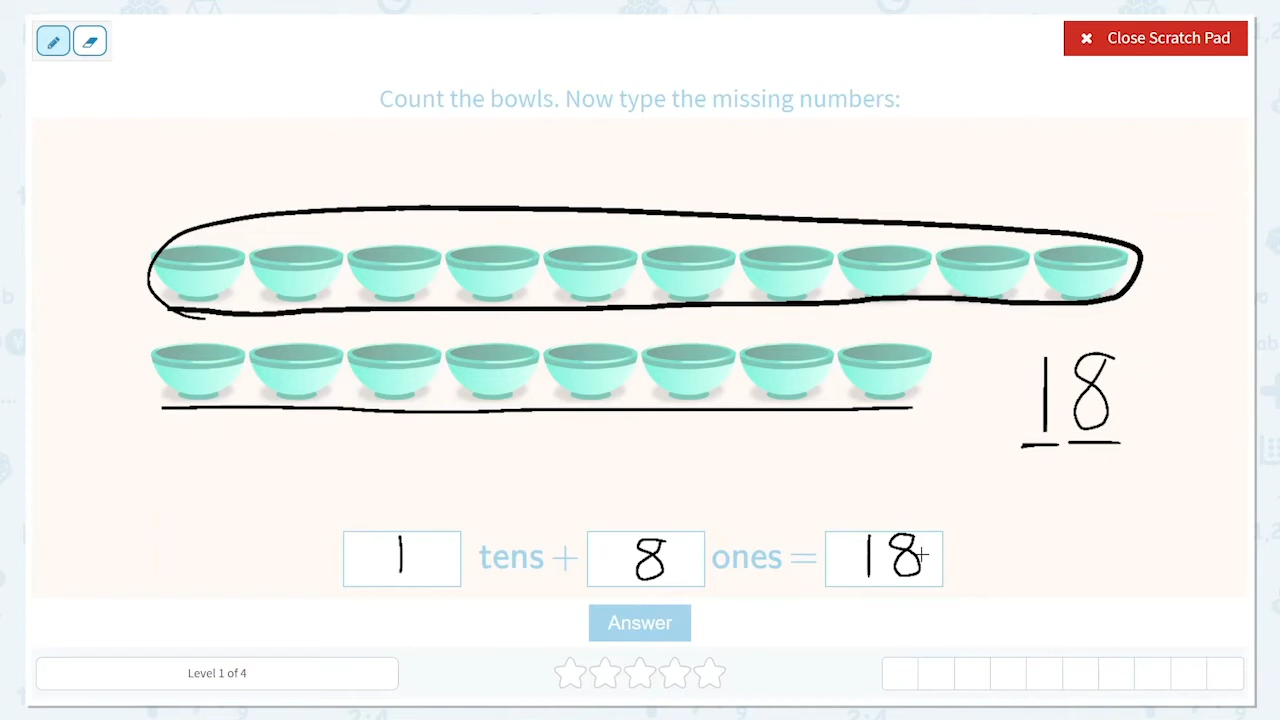 Close Scratch Pad
Count the bowls. Now type the missing numbers:
18
1 tens + 8 ones = 18
Answer
Level 1 of 4